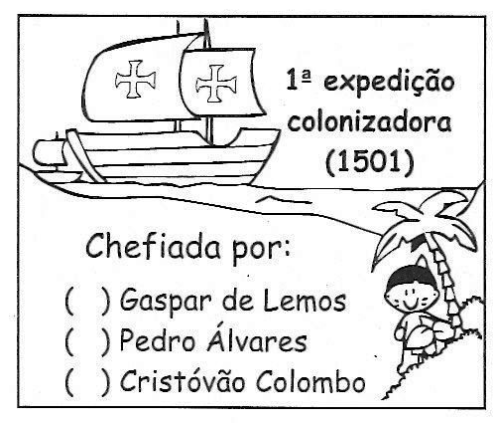 1ª expedição
colonizadora
(1501)
Chefiada por:
( ) Gaspar de Lemos
( ) Pedro Álvares
( ) Cristóvão Colombo